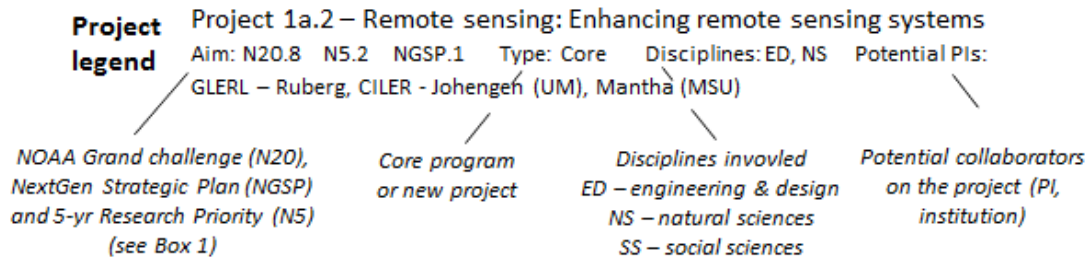 Project legend
Project 1a.2 – Remote sensing: Enhancing remote sensing systems
Aim: N20.8 N5.2 NGSP.1 Type: Core Disciplines: ED, NS Potential PIs:
GLERL – Ruberg, CILER - Johengen (UM), Mantha (MSU)
NOAA Grand challenge (N20),
NextGen Strategic Plan (NGSP)
and 5-yr Research Priority (N5)
(see Box 1)
Core program
or new project
Disciplines invovled
ED – engineering & design
NS – natural sciences
SS – social sciences
Potential collaborators
on the project (PI,
institution)